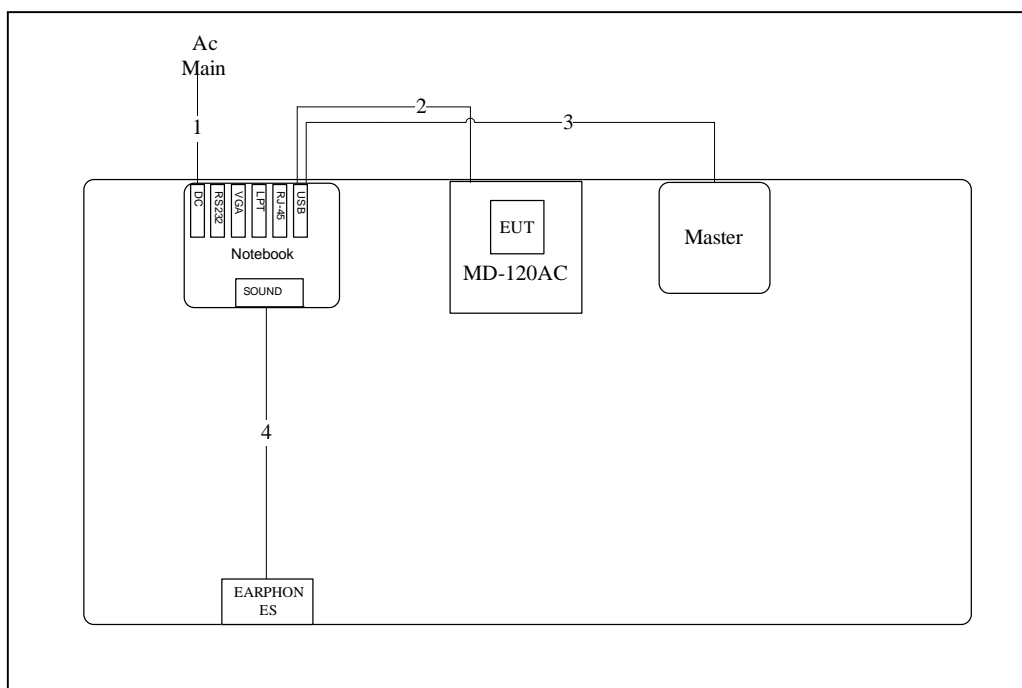 Ac
Main
1
2
3
DC
RS232
VGA
LPT
RJ-45
USB
Notebook
SOUND
EUT
MD-120AC
Master
4
EARPHON
ES